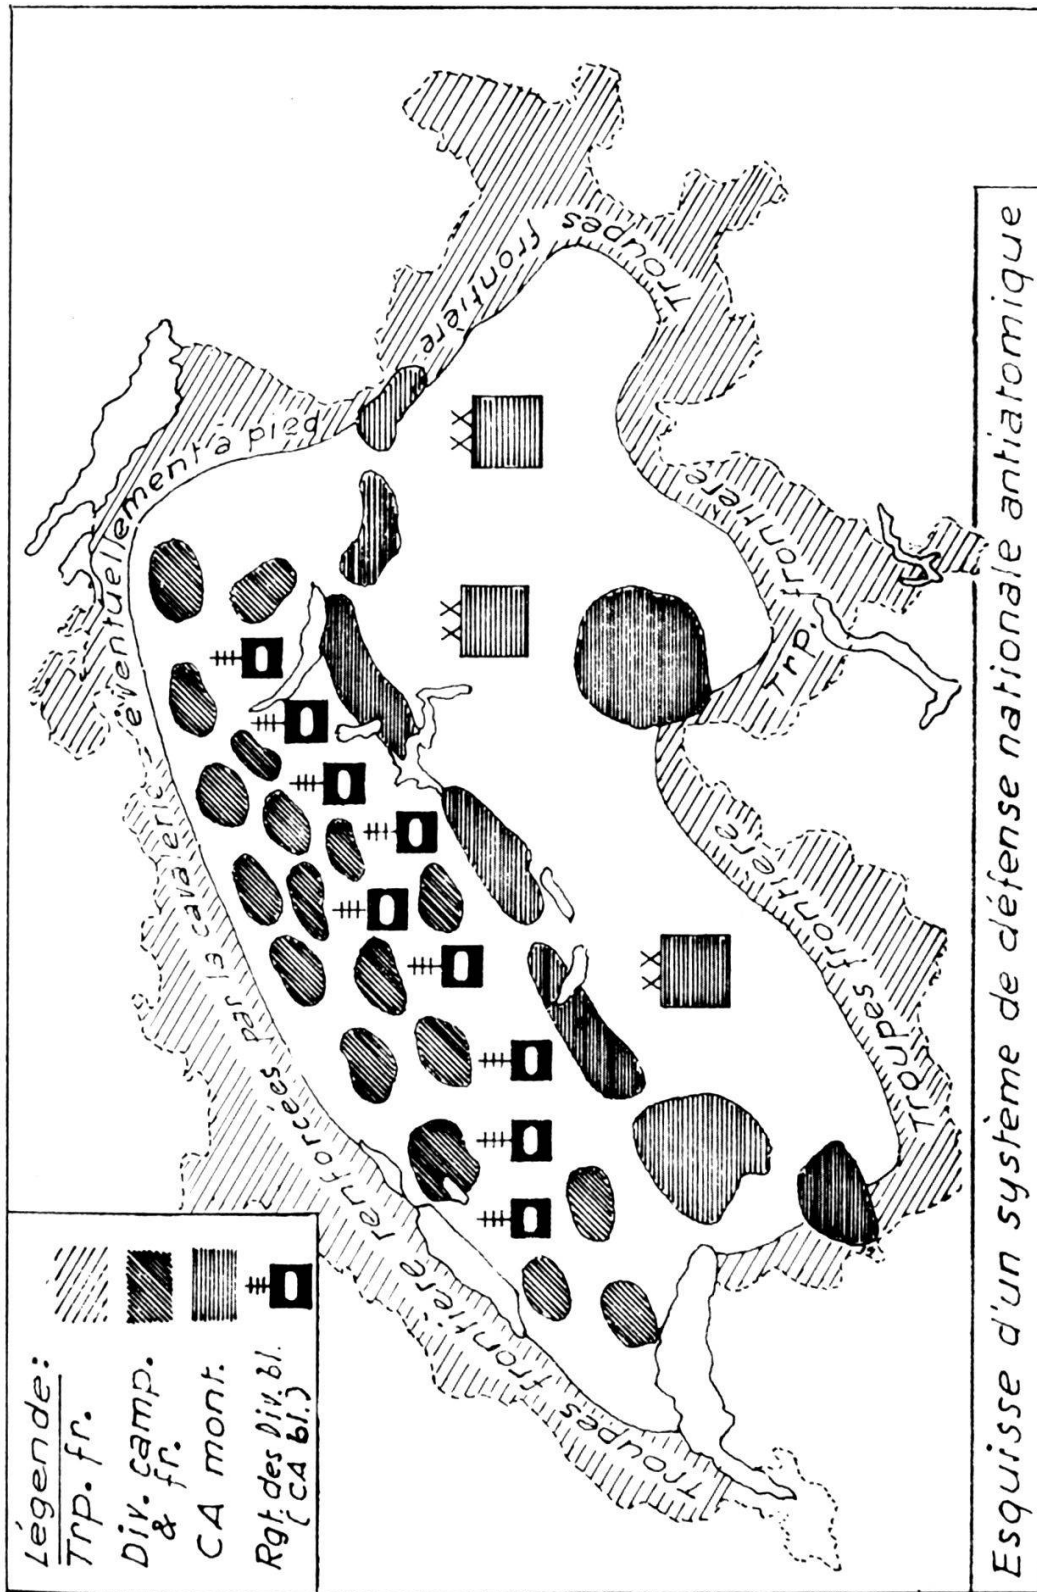 Légende:
Trp. fr.
Div. camp.
& fr.
CA mont.
Rgt. des Div. bl.
(CA bl.)
Troupes frontière renforcées par la cavalerie éventuellement à pied
Troupes frontière
Trp. frontière
Troupes frontière
Esquisse d'un système de défense nationale antiatomique